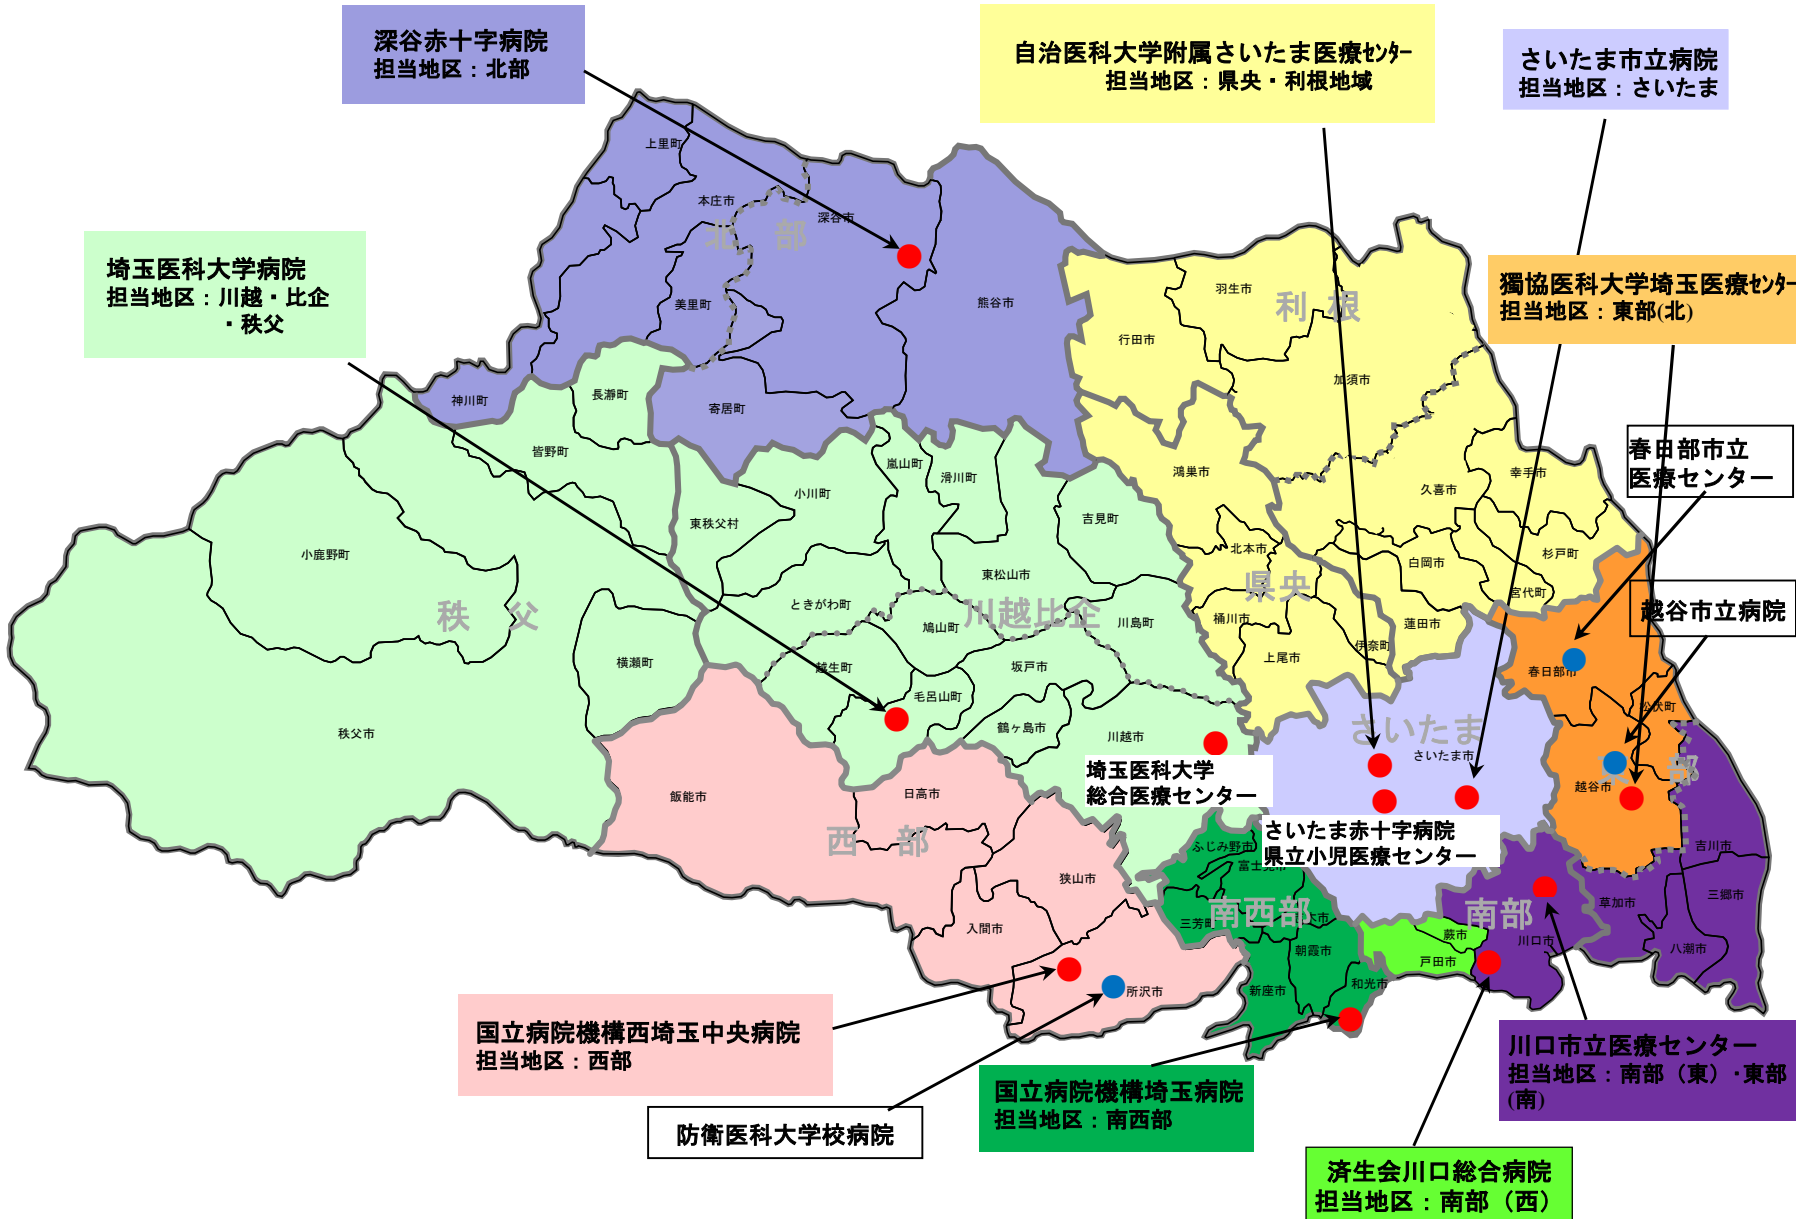 深谷赤十字病院
担当地区：北部
自治医科大学附属さいたま医療ｾﾝﾀｰ
担当地区：県央・利根地域
さいたま市立病院
担当地区：さいたま
埼玉医科大学病院
担当地区：川越・比企
・秩父
獨協医科大学埼玉医療ｾﾝﾀｰ
担当地区：東部(北)
春日部市立
医療センター
越谷市立病院
埼玉医科大学
総合医療センター
さいたま赤十字病院
県立小児医療センター
国立病院機構西埼玉中央病院
担当地区：西部
防衛医科大学校病院
国立病院機構埼玉病院
担当地区：南西部
川口市立医療センター
担当地区：南部（東）・東部
(南)
済生会川口総合病院
担当地区：南部（西）
北　部
利 根
秩　父
川越比企
県央
さいたま
西　部
南西部
南部
部
上里町
本庄市
深谷市
美里町
熊谷市
神川町
寄居町
長瀞町
皆野町
羽生市
行田市
加須市
鴻巣市
久喜市
幸手市
北本市
白岡市
杉戸町
宮代町
桶川市
蓮田市
上尾市
伊奈町
小川町
嵐山町
滑川町
吉見町
東秩父村
小鹿野町
東松山市
ときがわ町
鳩山町
川島町
横瀬町
越生町
坂戸市
毛呂山町
鶴ヶ島市
川越市
秩父市
飯能市
日高市
狭山市
入間市
所沢市
さいたま市
春日部市
松伏町
越谷市
吉川市
三郷市
草加市
八潮市
川口市
蕨市
戸田市
ふじみ野市
富士見市
三芳町
朝霞市
新座市
和光市